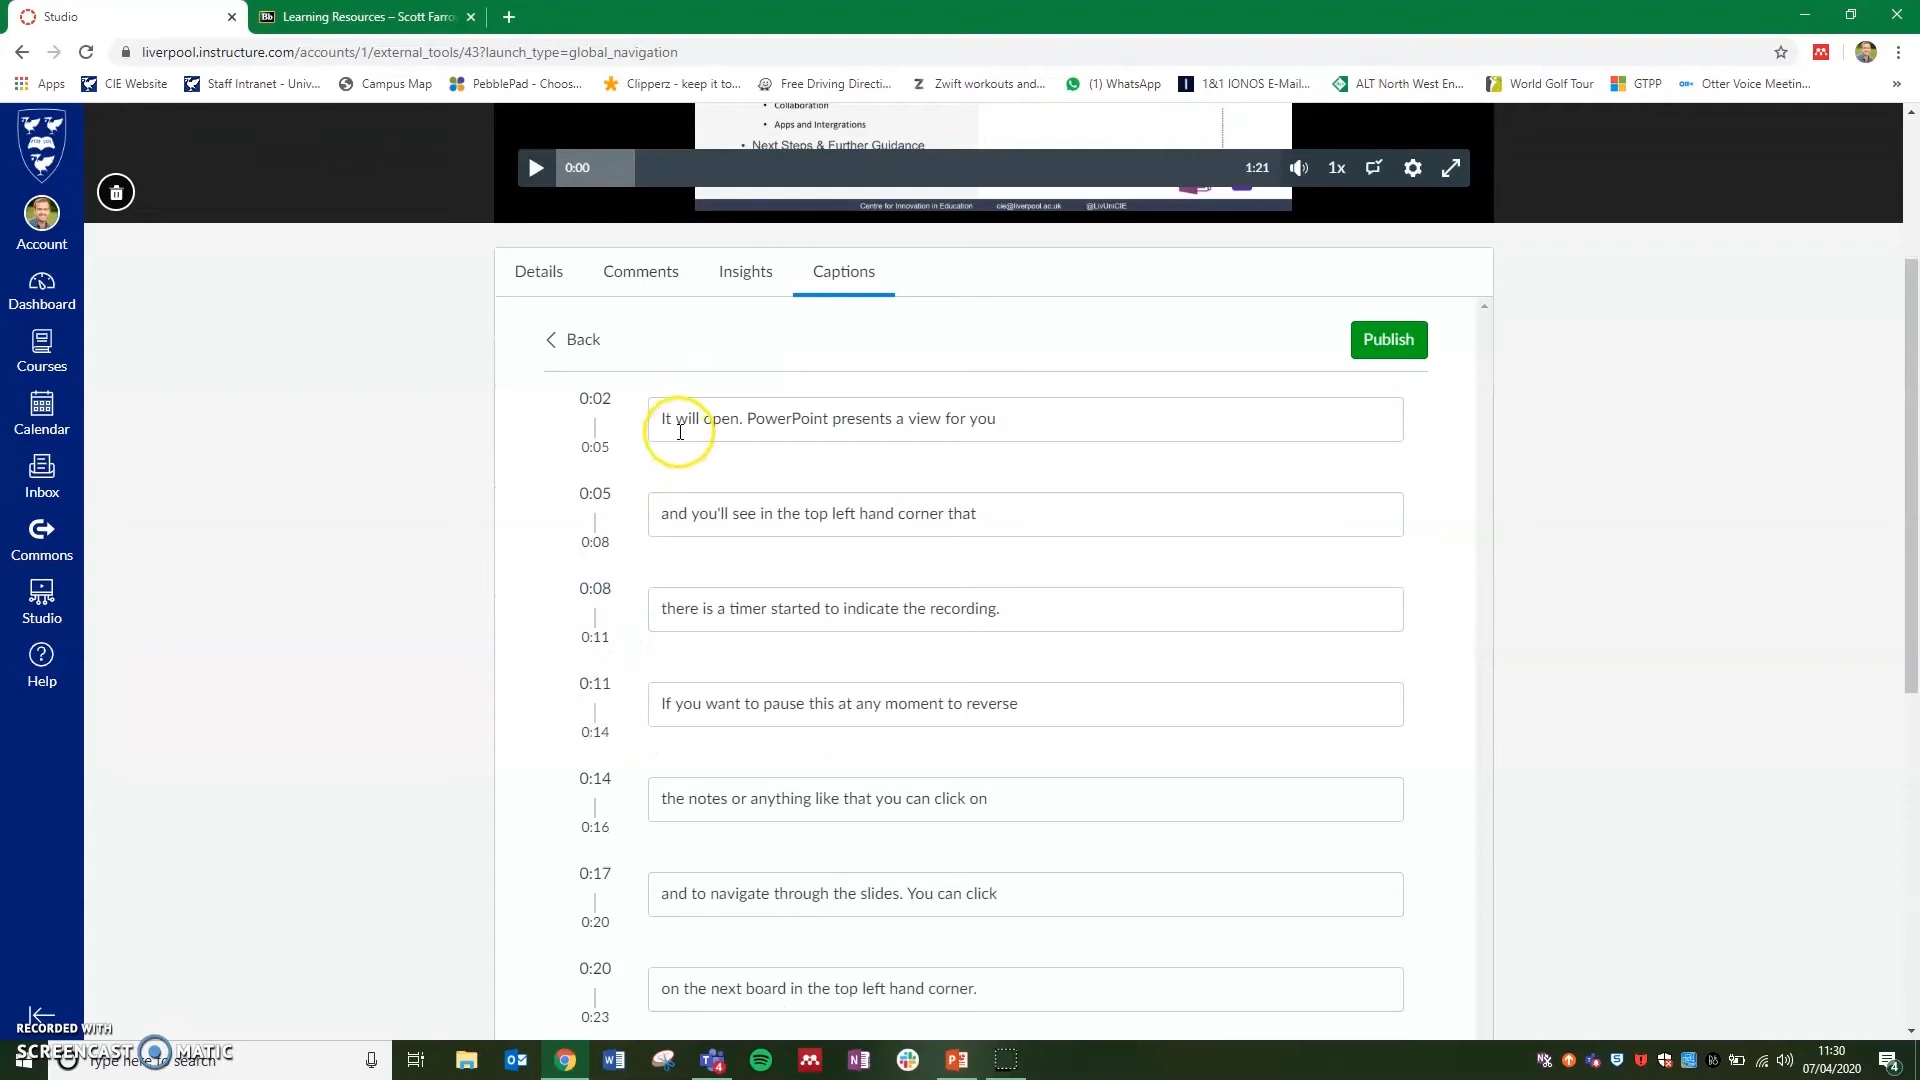 Studio
Learning Resources – Scott Farro
liverpool.instructure.com/accounts/1/external_tools/43?launch_type=global_navigation
Apps
CIE Website
Staff Intranet - Univ...
Campus Map
PebblePad - Choos...
Clipperz - keep it to...
Free Driving Directi...
Zwift workouts and...
(1) WhatsApp
1&1 IONOS E-Mail...
ALT North West En...
World Golf Tour
GTPP
Otter Voice Meetin...
Collaboration
Apps and Intergrations
Next Steps & Further Guidance
0:00
1:21
1x
Centre for Innovation in Education
cie@liverpool.ac.uk
@LivUniCIE
Account
Dashboard
Courses
Calendar
Inbox
Commons
Studio
Help
Details
Comments
Insights
Captions
Back
Publish
0:02
0:05
It will open. PowerPoint presents a view for you
0:05
0:08
and you'll see in the top left hand corner that
0:08
0:11
there is a timer started to indicate the recording.
0:11
0:14
If you want to pause this at any moment to reverse
0:14
0:16
the notes or anything like that you can click on
0:17
0:20
and to navigate through the slides. You can click
0:20
0:23
on the next board in the top left hand corner.
RECORDED WITH
SCREENCAST MATIC
Type here to search
11:30
07/04/2020
4
4